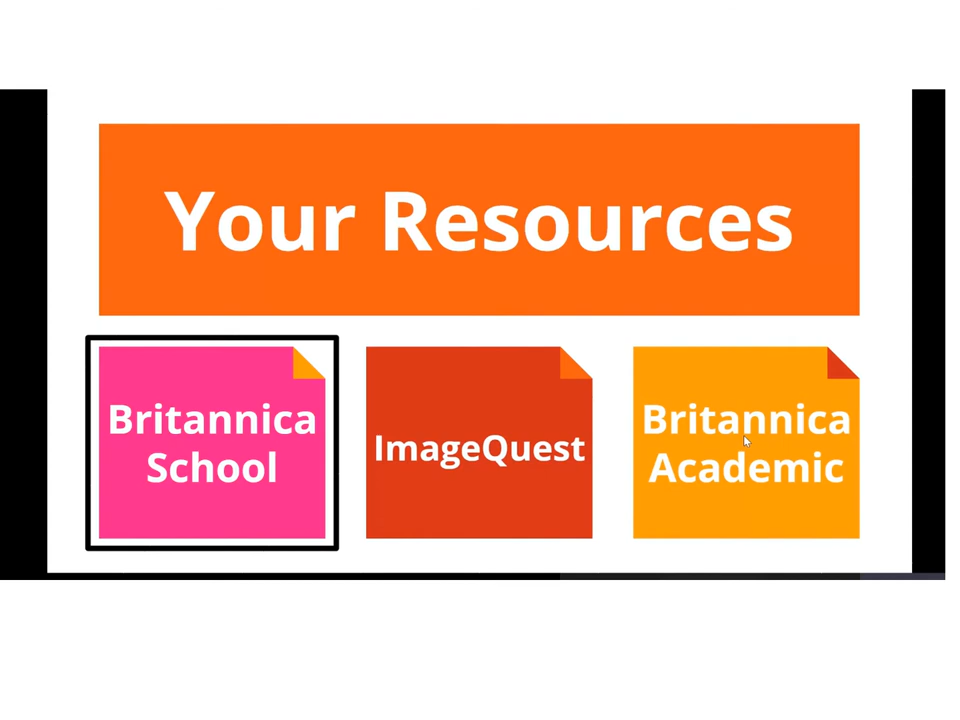 Your Resources
Britannica
School
ImageQuest
Britannica
Academic